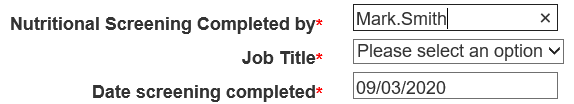 Nutritional Screening Completed by* Mark.Smith ×
Job Title* Please select an option
Date screening completed* 09/03/2020